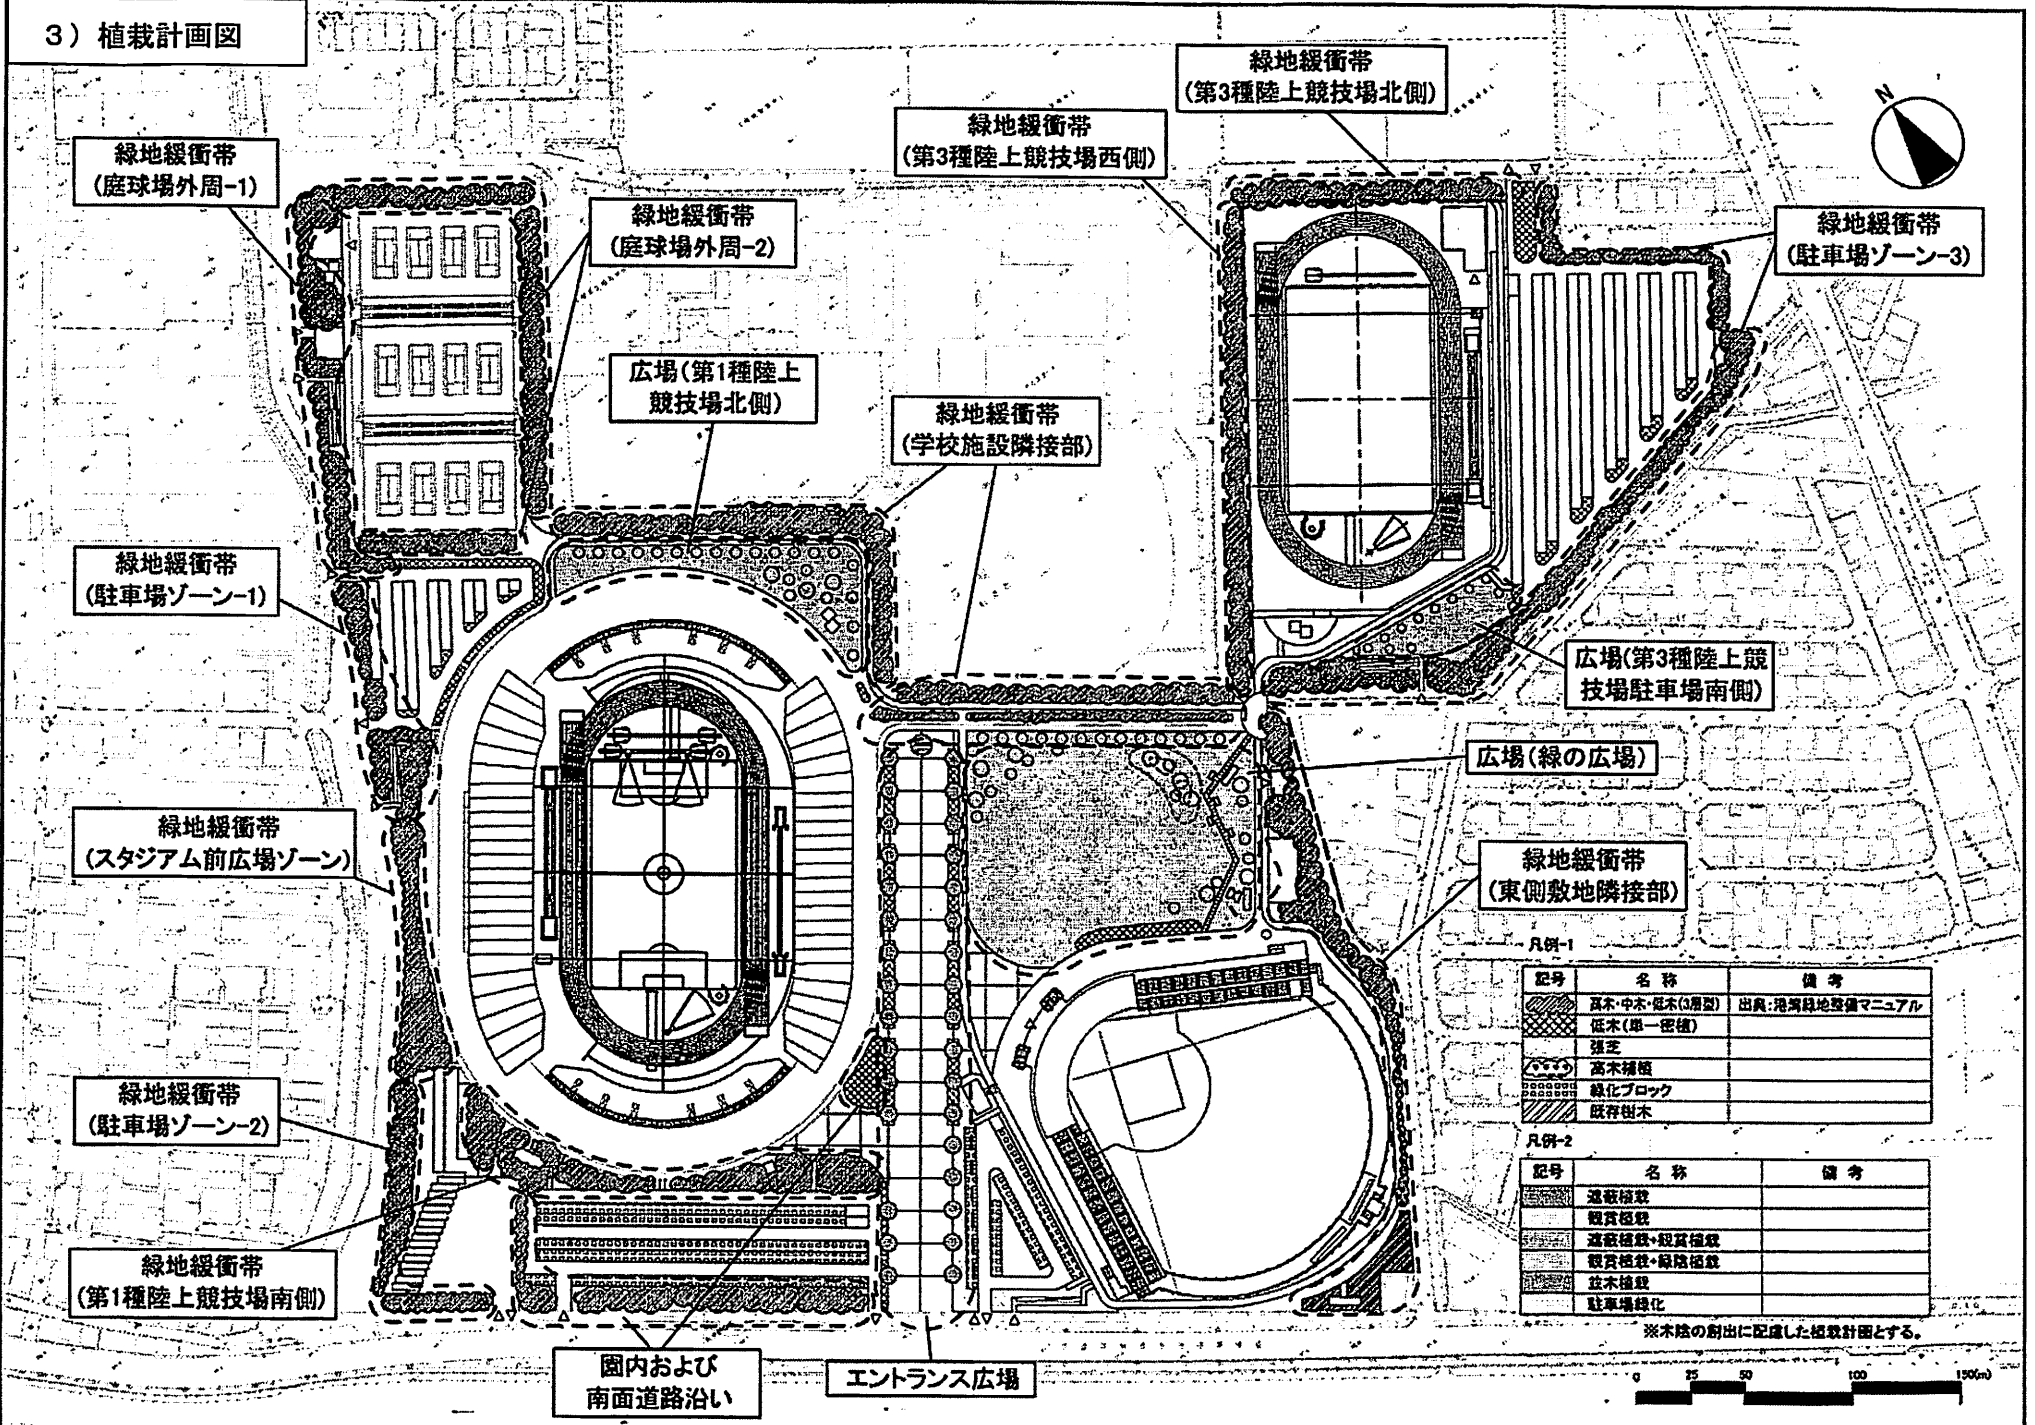 3）植栽計画図
緑地緩衝帯
(第3種陸上競技場北側)
緑地緩衝帯
(第3種陸上競技場西側)
N
緑地緩衝帯
(庭球場外周-1)
緑地緩衝帯
(庭球場外周-2)
緑地緩衝帯
(駐車場ゾーン-3)
広場(第1種陸上
競技場北側)
緑地緩衝帯
(学校施設隣接部)
緑地緩衝帯
(駐車場ゾーン-1)
広場(第3種陸上競
技場駐車場南側)
広場(緑の広場)
緑地緩衝帯
(スタジアム前広場ゾーン)
緑地緩衝帯
(東側敷地隣接部)
凡例-1
記号 名 称 備 考
高木・中木・低木(3層型) 出典:港湾緑地整備マニュアル
低木(単一密植)
張芝
高木補植
緑化ブロック
既存樹木
緑地緩衝帯
(駐車場ゾーン-2)
凡例-2
記号 名 称 備 考
遮蔽植栽
観賞植栽
遮蔽植栽+観賞植栽
観賞植栽+緑陰植栽
並木植栽
駐車場緑化
※木陰の創出に配慮した植栽計画とする。
緑地緩衝帯
(第1種陸上競技場南側)
園内および
南面道路沿い
エントランス広場
0 25 50 100 150(m)